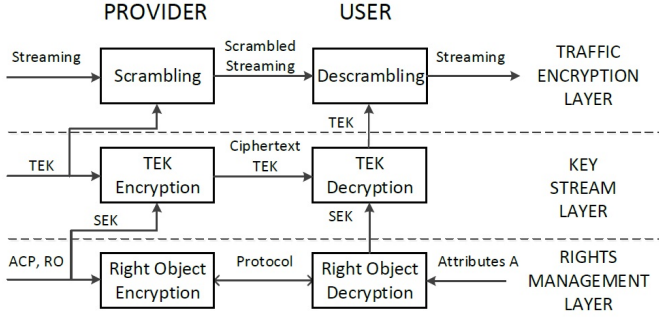 PROVIDER USER
Streaming
Scrambling
Scrambled
Streaming
Descrambling
Streaming
TRAFFIC
ENCRYPTION
LAYER
TEK
TEK
TEK
Encryption
Ciphertext
TEK
TEK
Decryption
KEY
STREAM
LAYER
SEK
SEK
ACP, RO
Right Object
Encryption
Protocol
Right Object
Decryption
Attributes A
RIGHTS
MANAGEMENT
LAYER